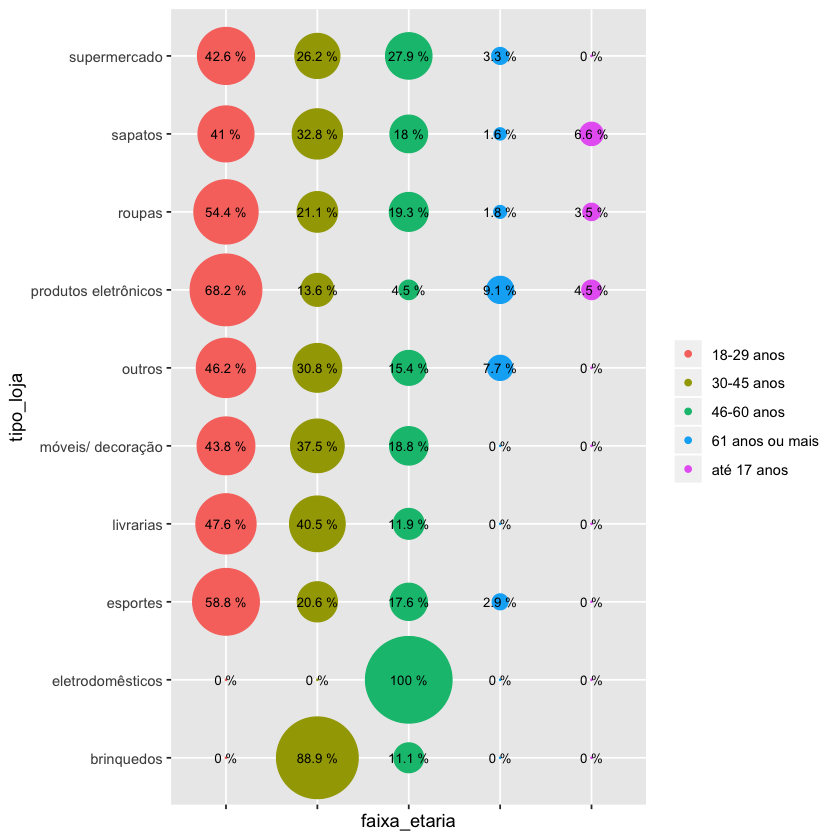 supermercado 42.6 % 26.2 % 27.9 % 3.3 % 0 %
sapatos 41 % 32.8 % 18 % 1.6 % 6.6 %
roupas 54.4 % 21.1 % 19.3 % 1.8 % 3.5 %
produtos eletrônicos 68.2 % 13.6 % 4.5 % 9.1 % 4.5 %
outros 46.2 % 30.8 % 15.4 % 7.7 % 0 %
móveis/ decoração 43.8 % 37.5 % 18.8 % 0 % 0 %
livrarias 47.6 % 40.5 % 11.9 % 0 % 0 %
esportes 58.8 % 20.6 % 17.6 % 2.9 % 0 %
eletrodomêsticos 0 % 0 % 100 % 0 % 0 %
brinquedos 0 % 88.9 % 11.1 % 0 % 0 %
tipo_loja
faixa_etaria
18-29 anos
30-45 anos
46-60 anos
61 anos ou mais
até 17 anos